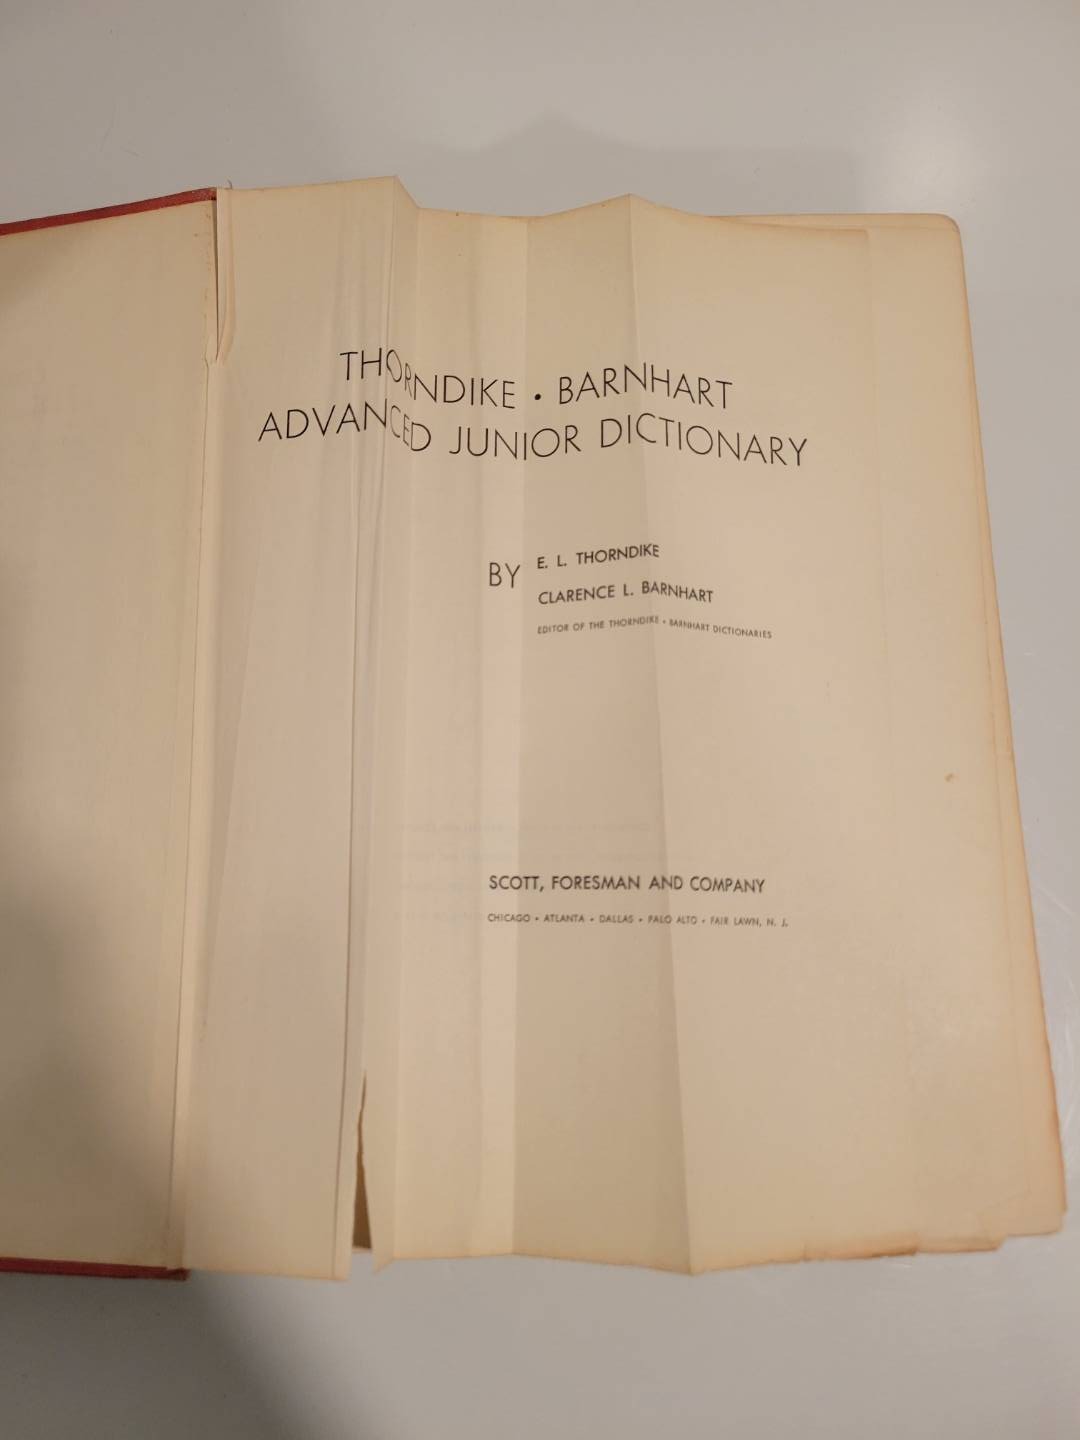 THORNDIKE • BARNHART
ADVANCED JUNIOR DICTIONARY
BY
E. L. THORNDIKE
CLARENCE L. BARNHART
EDITOR OF THE THORNDIKE • BARNHART DICTIONARIES
SCOTT, FORESMAN AND COMPANY
CHICAGO • ATLANTA • DALLAS • PALO ALTO • FAIR LAWN, N. J.